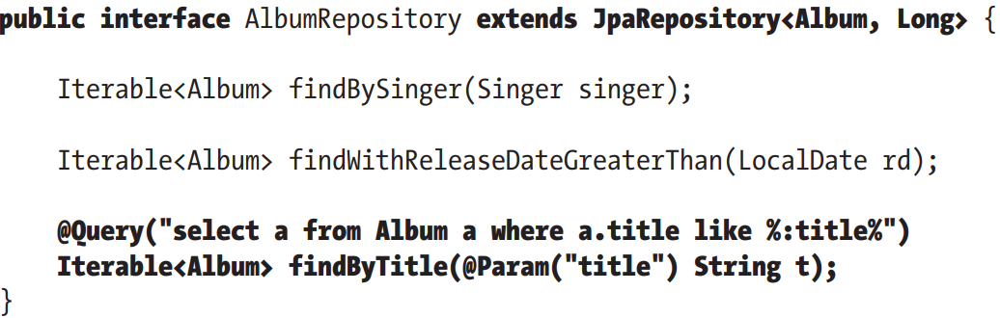 public interface AlbumRepository extends JpaRepository<Album, Long> {
Iterable<Album> findBySinger(Singer singer);
Iterable<Album> findWithReleaseDateGreaterThan(LocalDate rd);
@Query("select a from Album a where a.title like %:title%")
Iterable<Album> findByTitle(@Param("title") String t);
}